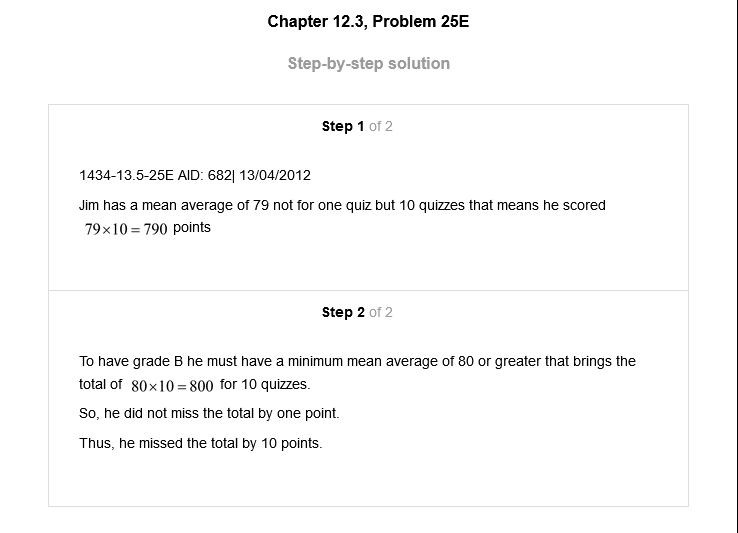 Chapter 12.3, Problem 25E
Step-by-step solution
Step 1 of 2
1434-13.5-25E AID: 682| 13/04/2012
Jim has a mean average of 79 not for one quiz but 10 quizzes that means he scored
79×10=790 points
Step 2 of 2
To have grade B he must have a minimum mean average of 80 or greater that brings the
total of 80×10=800 for 10 quizzes.
So, he did not miss the total by one point.
Thus, he missed the total by 10 points.